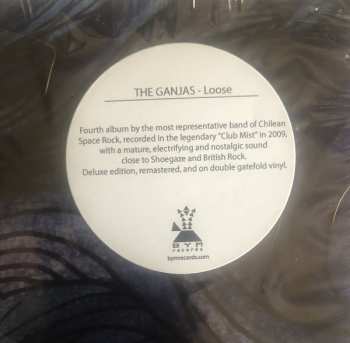 THE GANJAS - Loose
Fourth album by the most representative band of Chilean
Space Rock, recorded in the legendary "Club Mist" in 2009,
with a mature, electrifying and nostalgic sound
close to Shoegaze and British Rock.
Deluxe edition, remastered, and on double gatefold vinyl.
BYM
records
bymrecords.com